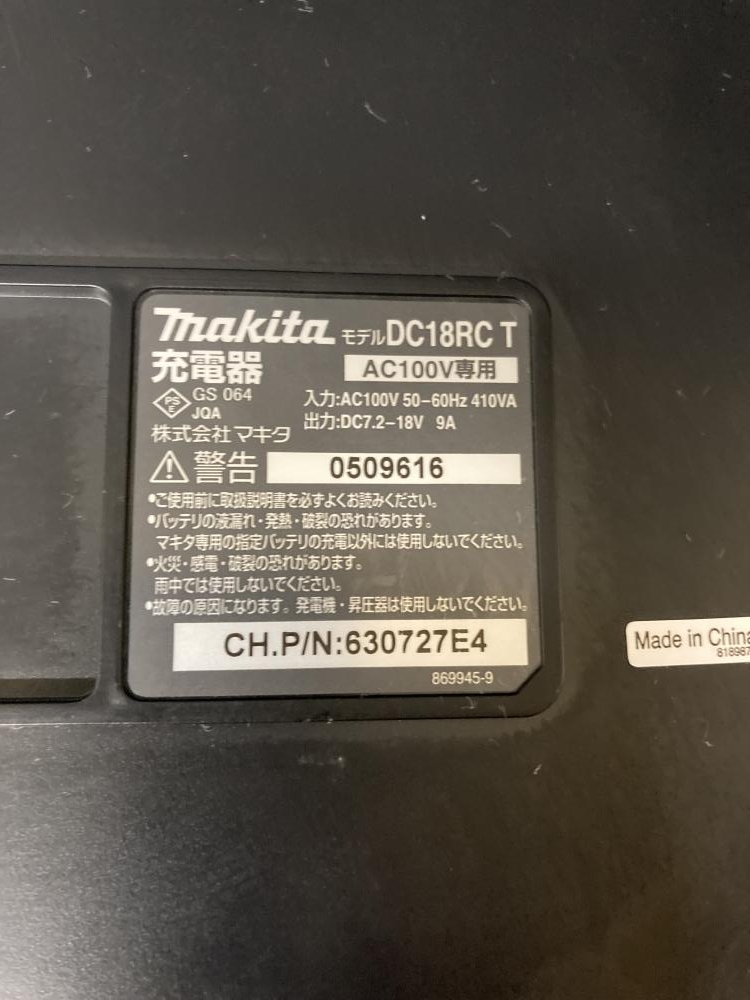 makita モデル DC18RC T
充電器 AC100V専用
PSE GS 064
JQA
入力:AC100V 50-60Hz 410VA
出力:DC7.2-18V 9A
株式会社 マキタ
警告 0509616
•ご使用前に取扱説明書を必ずよくお読みください。
•バッテリの液漏れ・発熱・破裂の恐れがあります。
マキタ専用の指定バッテリの充電以外には使用しないでください。
•火災・感電・破裂の恐れがあります。
雨中では使用しないでください。
•故障の原因になります。発電機・昇圧器は使用しないでください。
CH.P/N:630727E4
869945-9
Made in China
818987